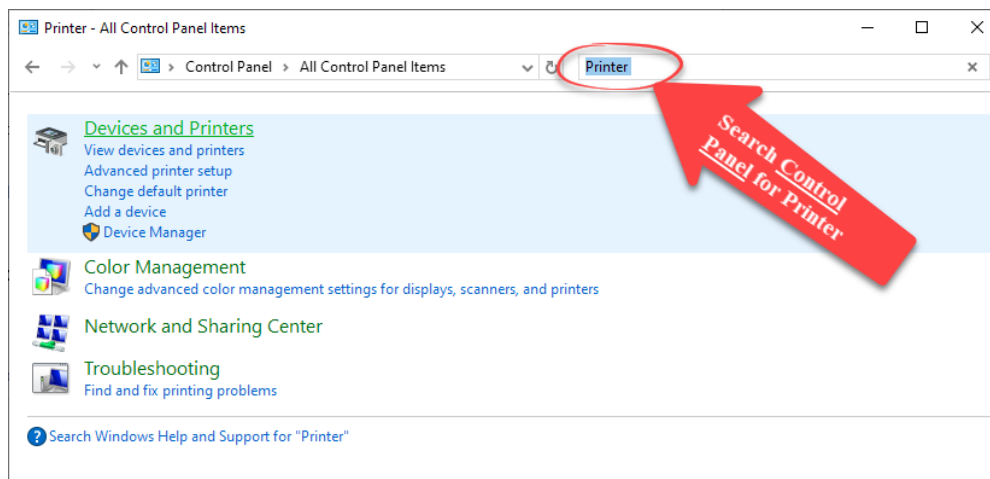 Printer - All Control Panel Items
Control Panel > All Control Panel Items
Printer
Search Control
Panel for Printer
Devices and Printers
View devices and printers
Advanced printer setup
Change default printer
Add a device
Device Manager
Color Management
Change advanced color management settings for displays, scanners, and printers
Network and Sharing Center
Troubleshooting
Find and fix printing problems
Search Windows Help and Support for "Printer"